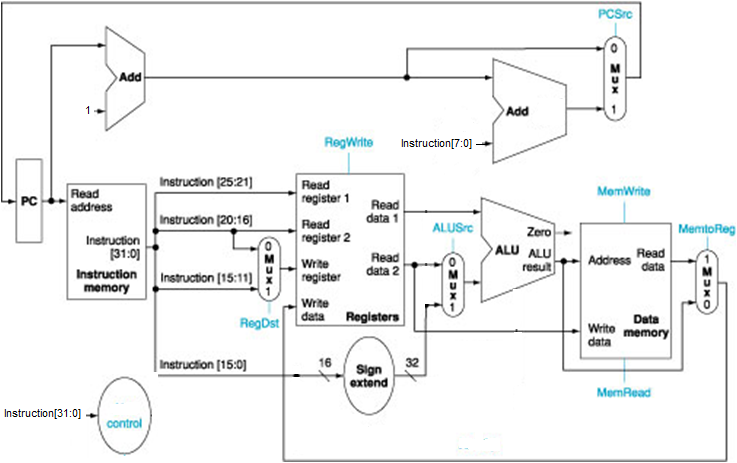 PCSrc
0
Mux
1
Add
1
Add
Instruction[7:0]
RegWrite
PC
Read
address
Instruction
[31:0]
Instruction
memory
Instruction [25:21]
Instruction [20:16]
Instruction [15:11]
Instruction [15:0]
0
Mux
1
RegDst
Read
register 1
Read
register 2
Write
register
Write
data
Read
data 1
Read
data 2
Registers
16
Sign
extend
32
ALUSrc
0
Mux
1
ALU
Zero
ALU
result
MemWrite
Address
Read
data
Write
data
Data
memory
MemRead
MemtoReg
1
Mux
0
Instruction[31:0]
control